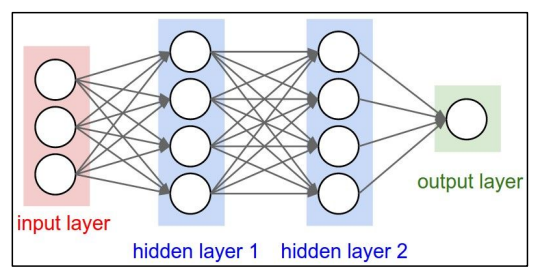 input layer
hidden layer 1
hidden layer 2
output layer